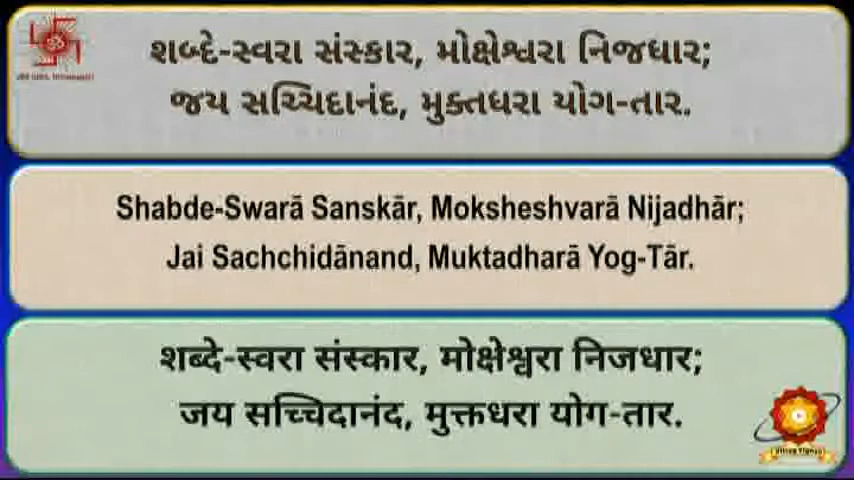 શબ્દે-સ્વરા સંસ્કાર, મોક્ષેશ્વરા નિજધાર;
જય સચ્ચિદાનંદ, મુક્તધરા યોગ-તાર.
Shabde-Swarā Sanskār, Moksheshvarā Nijadhār;
Jai Sachchidānand, Muktadharā Yog-Tār.
शब्दे-स्वरा संस्कार, मोक्षेश्वरा निजधार;
जय सच्चिदानंद, मुक्तधरा योग-तार.